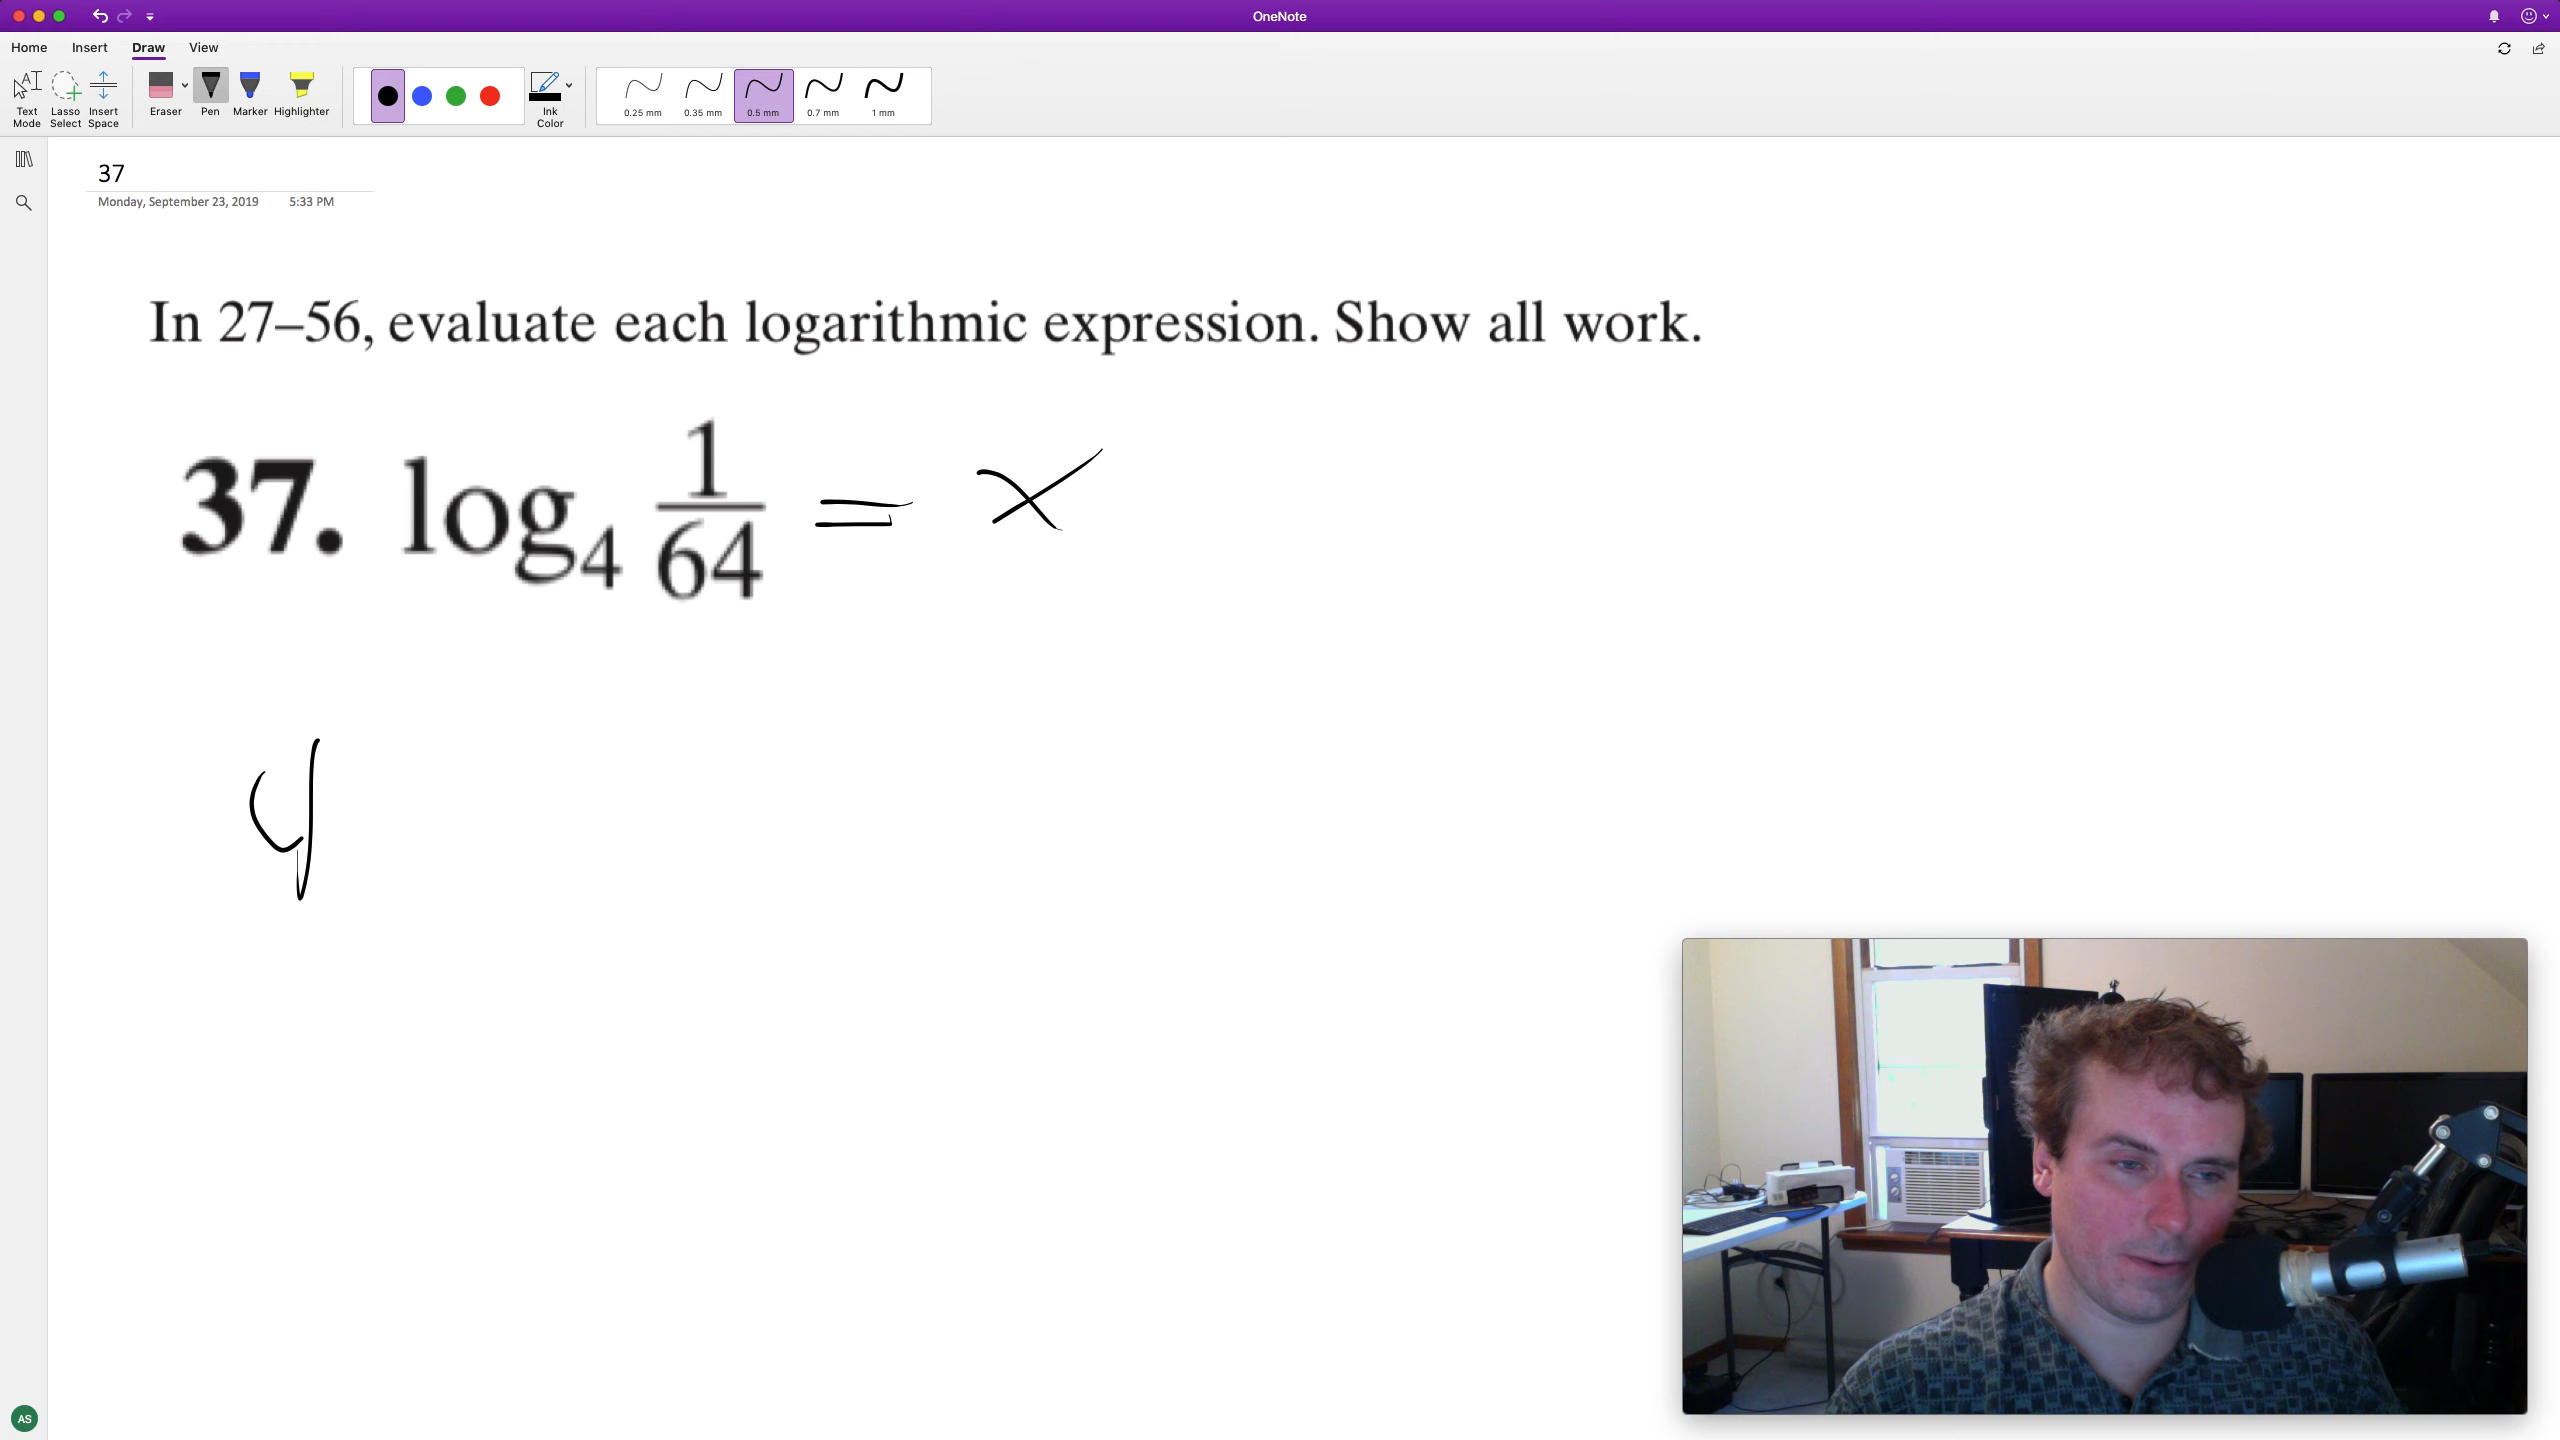 OneNote
Home Insert Draw View
Text Mode Lasso Select Insert Space Eraser Pen Marker Highlighter Ink Color 0.25 mm 0.35 mm 0.5 mm 0.7 mm 1 mm
37
Monday, September 23, 2019 5:33 PM
In 27–56, evaluate each logarithmic expression. Show all work.
37. log₄ 1/64 = x
4
AS